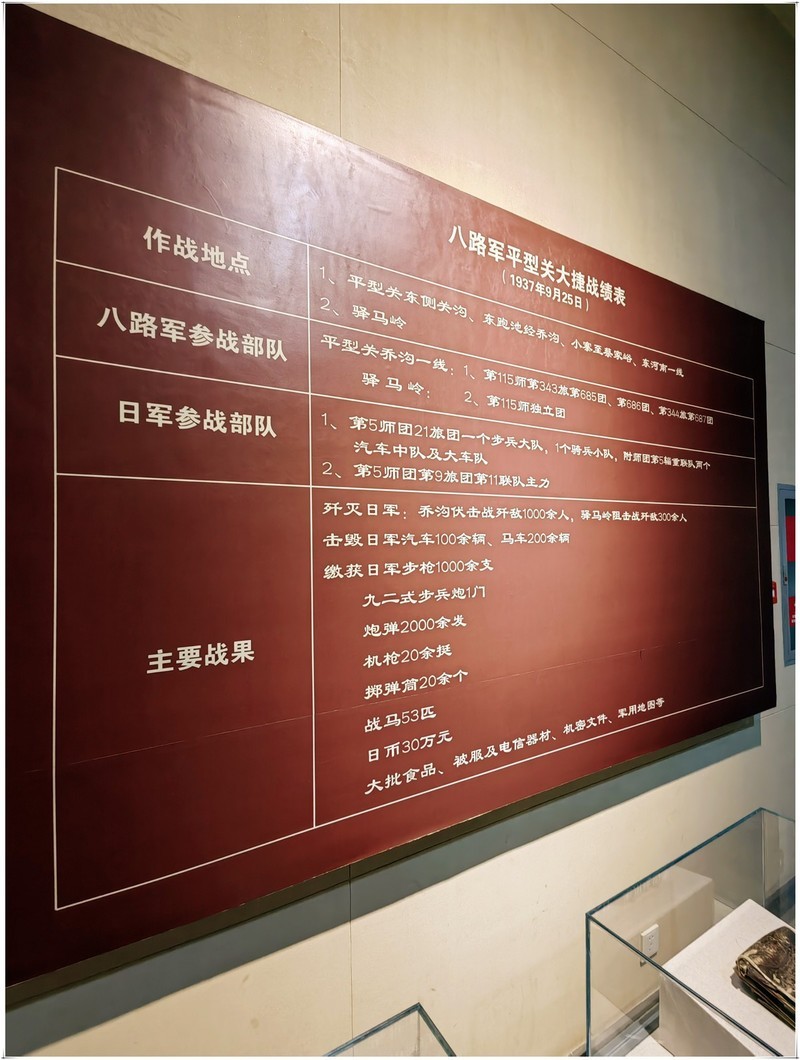 八路军平型关大捷战绩表
（1937年9月25日）
作战地点
1、平型关东侧关沟、东跑池经乔沟、小寨至蔡家峪、东河南一线
2、驿马岭
八路军参战部队
平型关乔沟一线：1、第115师第343旅第685团、第686团、第344旅第687团
驿马岭：2、第115师独立团
日军参战部队
1、第5师团21旅团一个步兵大队，1个骑兵小队，附师团第5辎重联队两个
汽车中队及大车队
2、第5师团第9旅团第11联队主力
主要战果
歼灭日军：乔沟伏击战歼敌1000余人，驿马岭阻击战歼敌300余人
击毁日军汽车100余辆、马车200余辆
缴获日军步枪1000余支
九二式步兵炮1门
炮弹2000余发
机枪20余挺
掷弹筒20余个
战马53匹
日币30万元
大批食品、被服及电信器材、机密文件、军用地图等